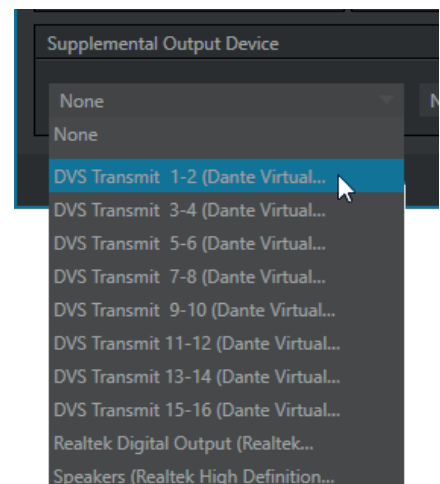 Supplemental Output Device
None
None
DVS Transmit 1-2 (Dante Virtual...
DVS Transmit 3-4 (Dante Virtual...
DVS Transmit 5-6 (Dante Virtual...
DVS Transmit 7-8 (Dante Virtual...
DVS Transmit 9-10 (Dante Virtual...
DVS Transmit 11-12 (Dante Virtual...
DVS Transmit 13-14 (Dante Virtual...
DVS Transmit 15-16 (Dante Virtual...
Realtek Digital Output (Realtek...
Speakers (Realtek High Definition...